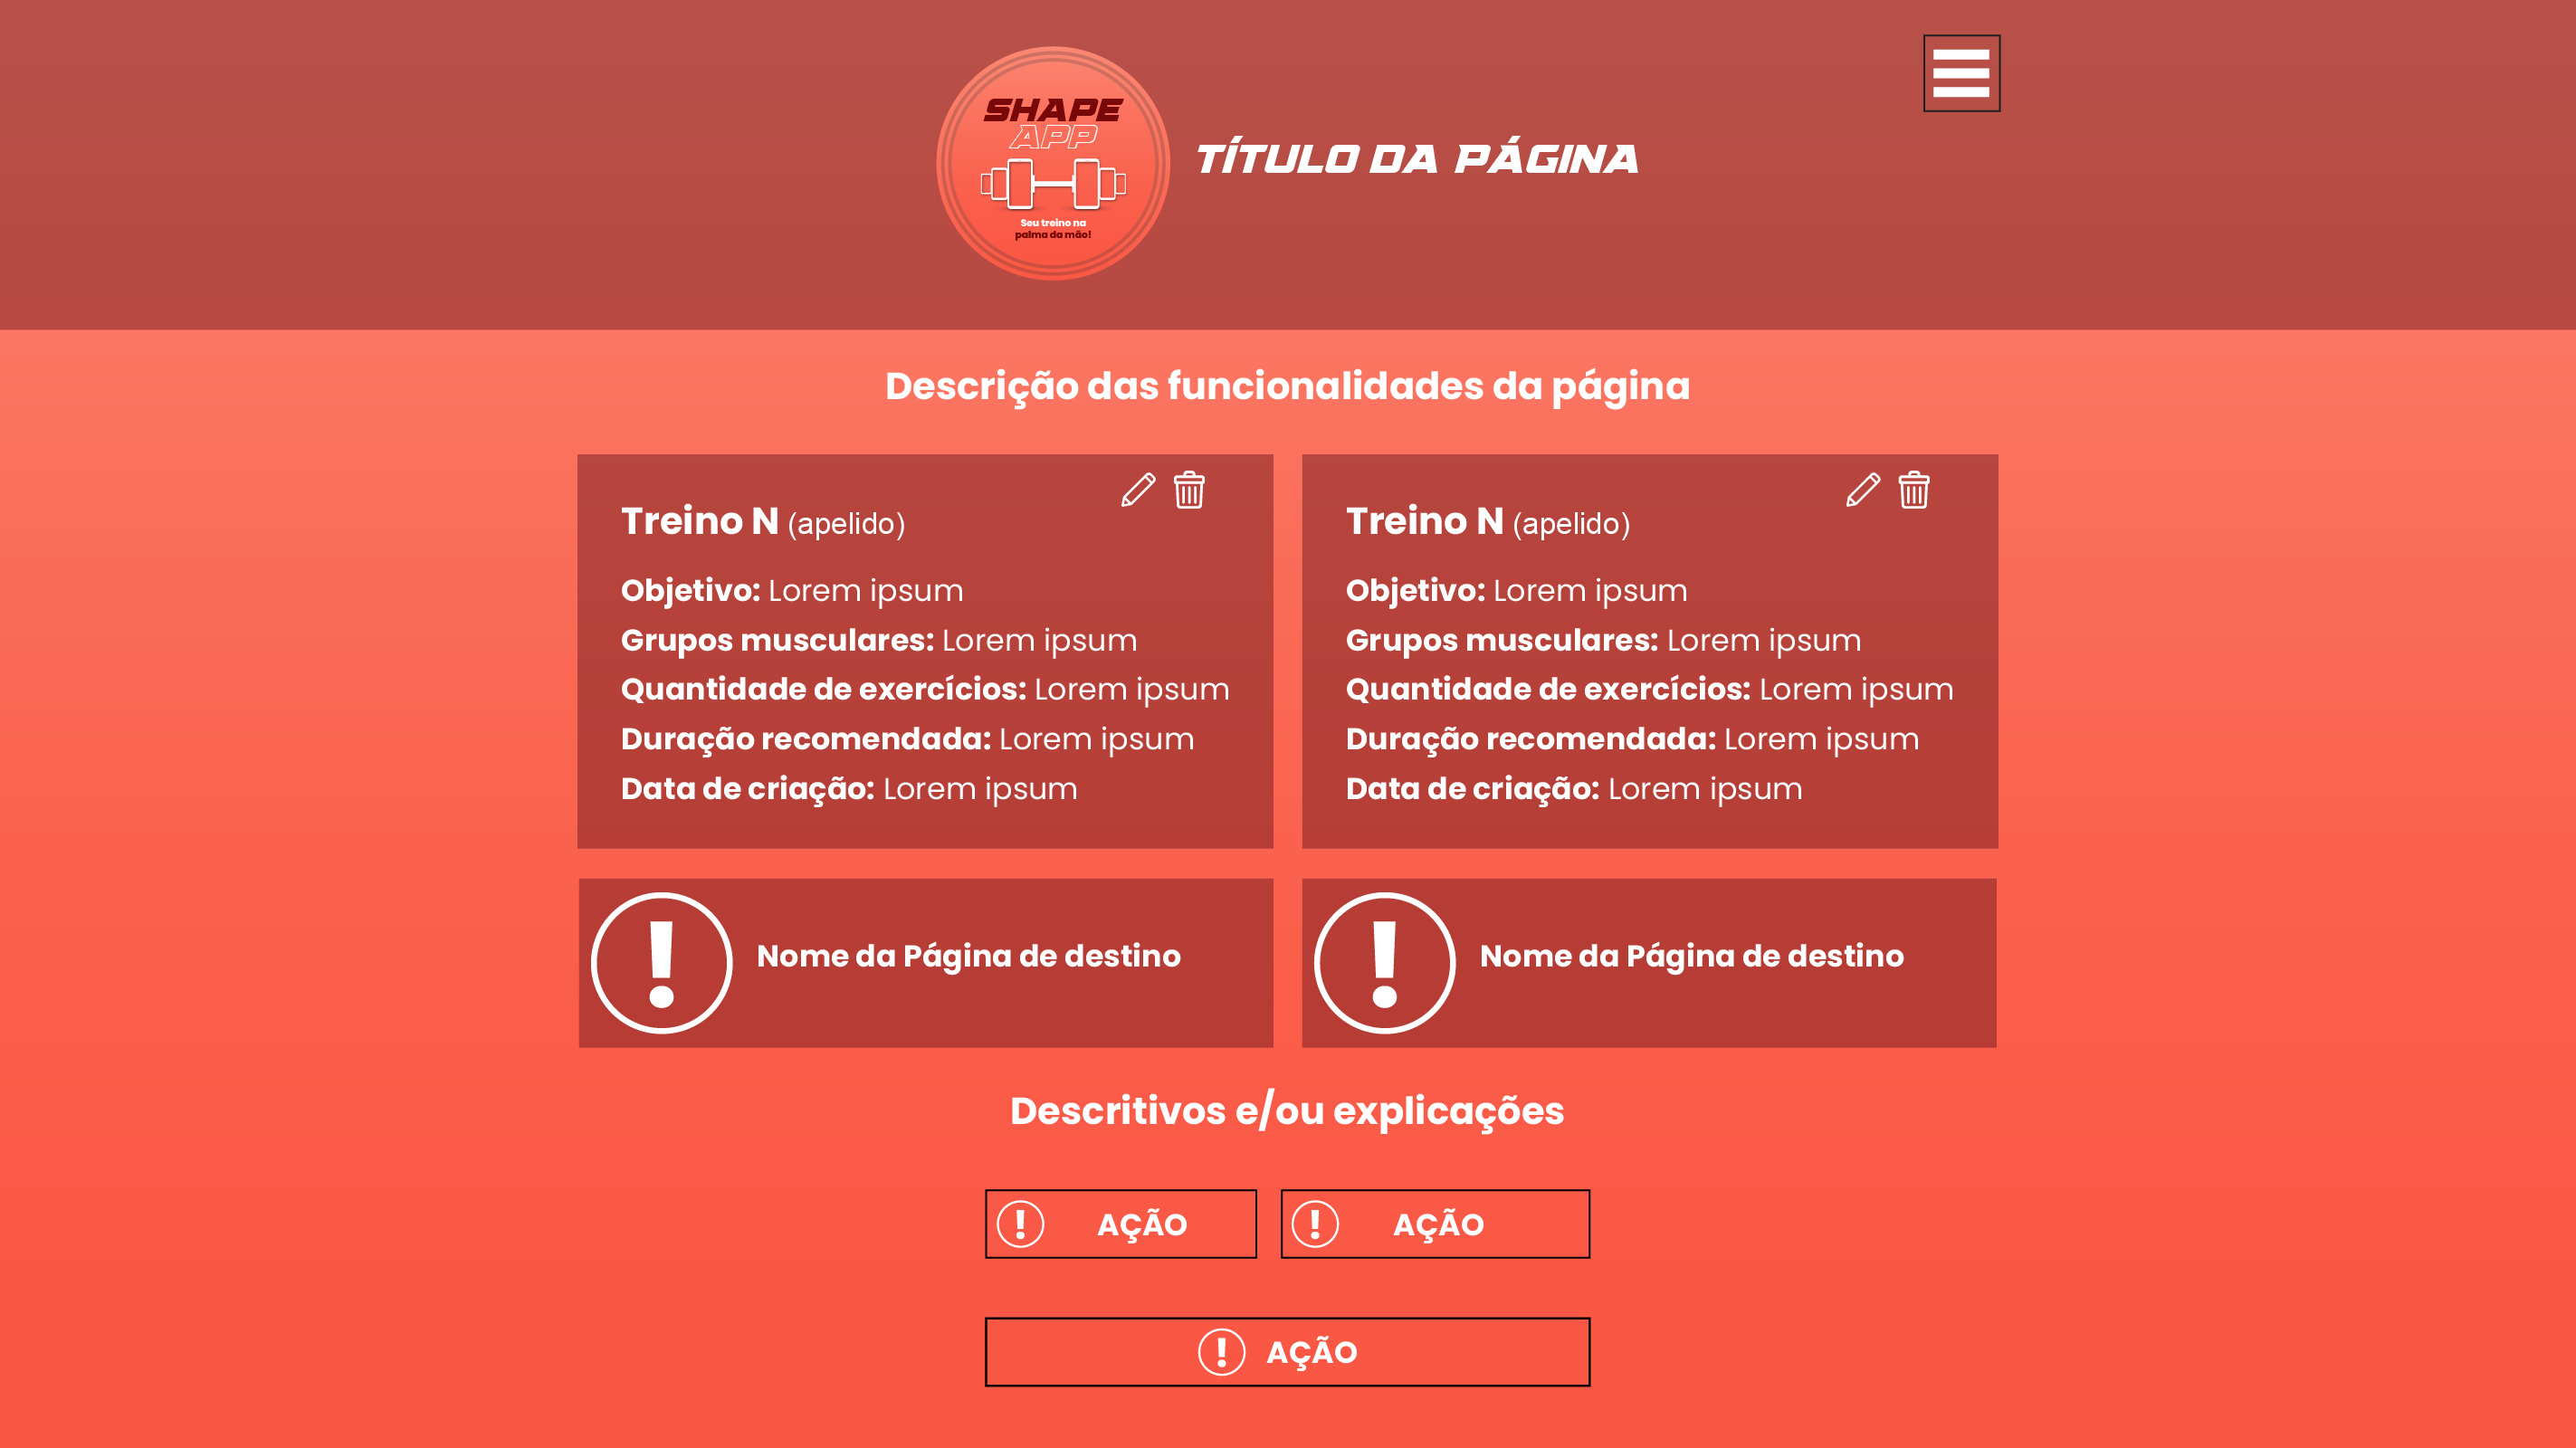 SHAPE
APP
Seu treino na
palma da mão!
TÍTULO DA PÁGINA
Descrição das funcionalidades da página
Treino N (apelido)
Objetivo: Lorem ipsum
Grupos musculares: Lorem ipsum
Quantidade de exercícios: Lorem ipsum
Duração recomendada: Lorem ipsum
Data de criação: Lorem ipsum
Treino N (apelido)
Objetivo: Lorem ipsum
Grupos musculares: Lorem ipsum
Quantidade de exercícios: Lorem ipsum
Duração recomendada: Lorem ipsum
Data de criação: Lorem ipsum
Nome da Página de destino
Nome da Página de destino
Descritivos e/ou explicações
AÇÃO
AÇÃO
AÇÃO